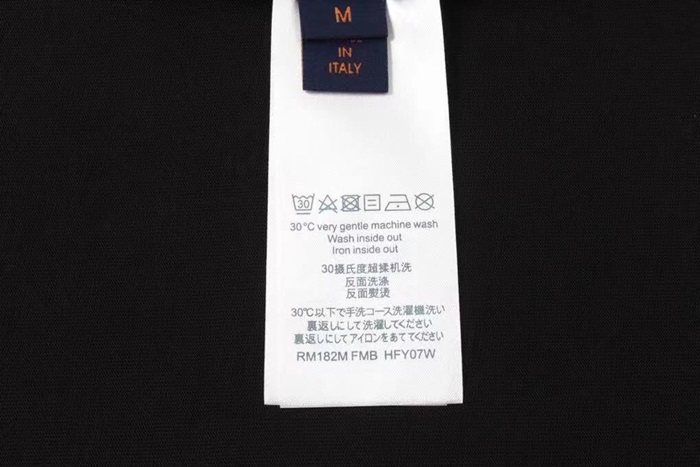 M
IN
ITALY
30
30°C very gentle machine wash
Wash inside out
Iron inside out
30摄氏度超揉机洗
反面洗涤
反面熨烫
30℃以下で手洗コース洗濯機洗い
裏返しにして洗濯してください
裏返しにしてアイロンをあててください
RM182M FMB HFY07W